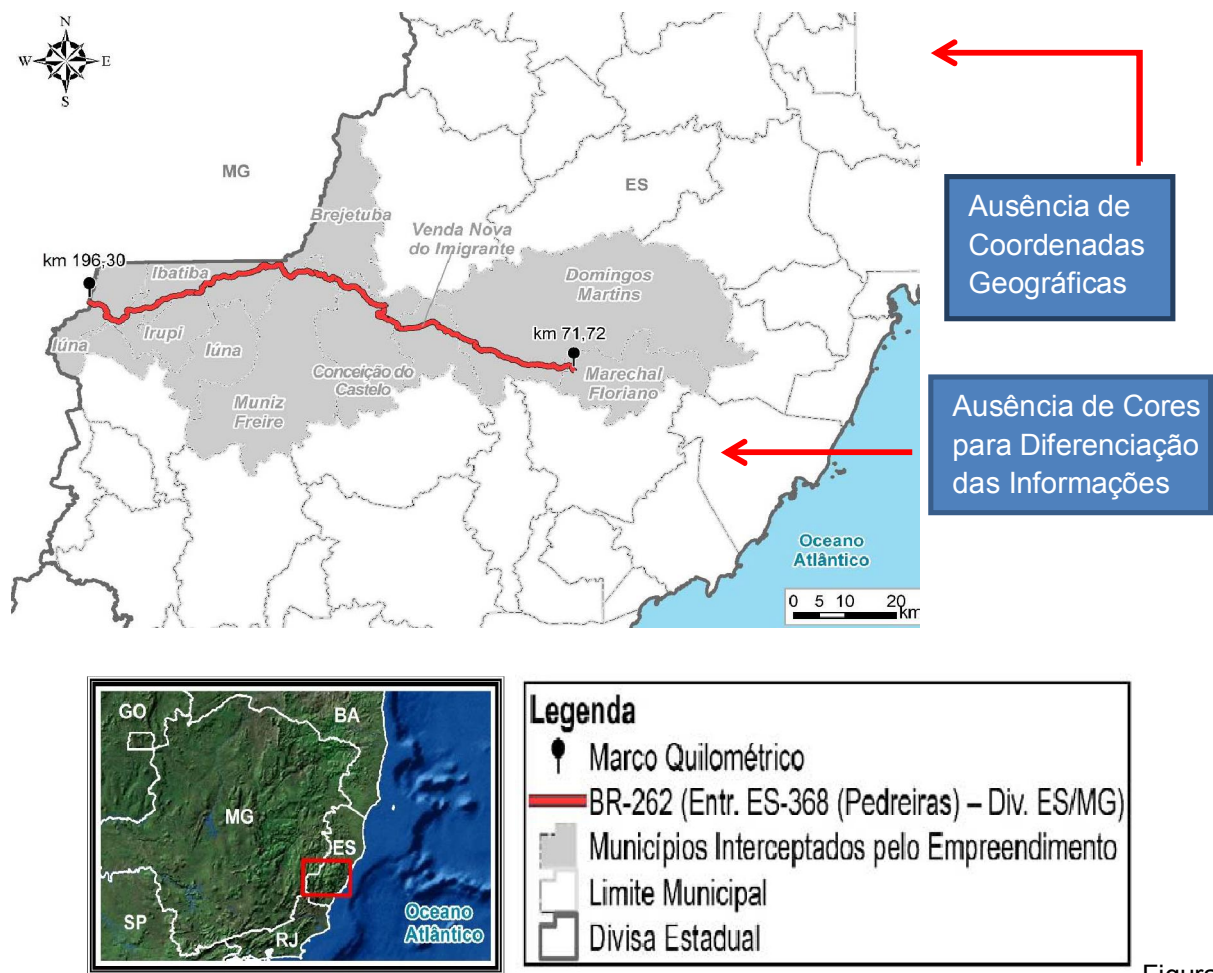 N
W
E
S
MG
ES
Brejetuba
Venda Nova
do Imigrante
km 196,30
Ibatiba
Domingos
Martins
Irupi
Iúna
Iúna
km 71,72
Conceição do
Castelo
Marechal
Floriano
Muniz
Freire
Oceano
Atlântico
0 5 10 20
km
Ausência de
Coordenadas
Geográficas
Ausência de Cores
para Diferenciação
das Informações
GO
BA
MG
ES
SP
RJ
Oceano
Atlântico
Legenda
Marco Quilométrico
BR-262 (Entr. ES-368 (Pedreiras) – Div. ES/MG)
Municípios Interceptados pelo Empreendimento
Limite Municipal
Divisa Estadual